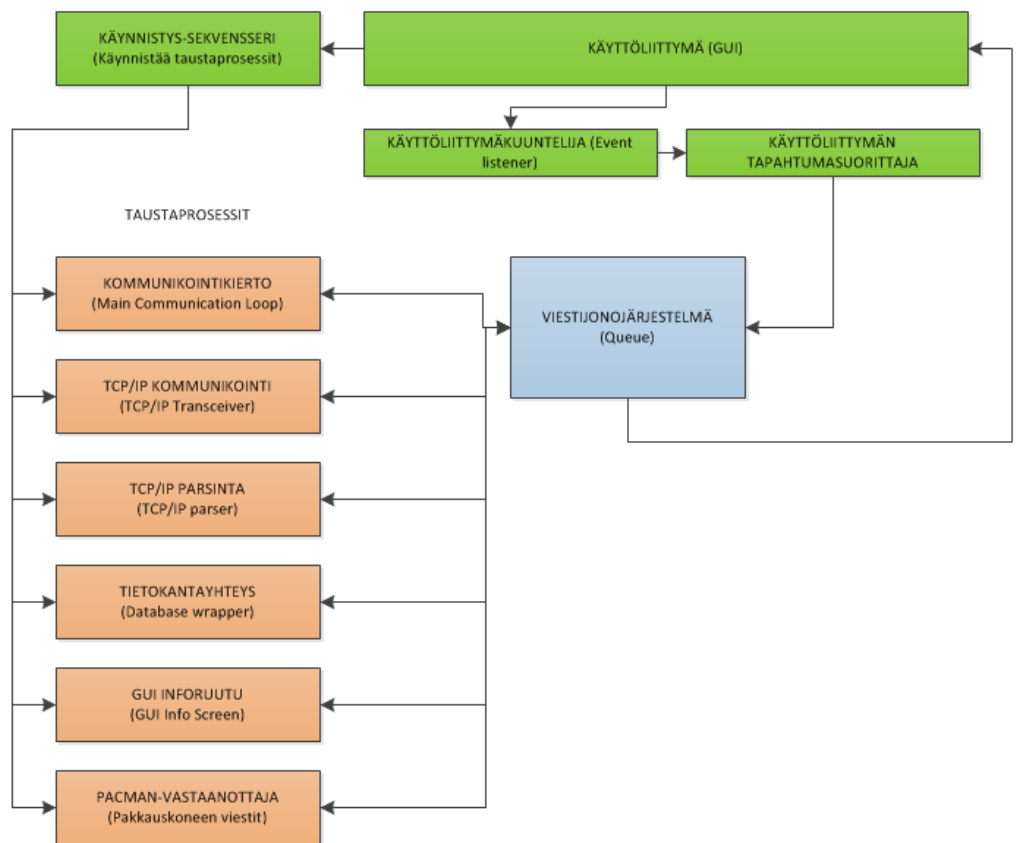 KÄYNNISTYS-SEKVENSSERI
(Käynnistää taustaprosessit)
KÄYTTÖLIITTYMÄ (GUI)
KÄYTTÖLIITTYMÄKUUNTELIJA (Event
listener)
KÄYTTÖLIITTYMÄN
TAPAHTUMASUORITTAJA
TAUSTAPROSESSIT
KOMMUNIKOINTIKIERTO
(Main Communication Loop)
VIESTIJONOJÄRJESTELMÄ
(Queue)
TCP/IP KOMMUNIKOINTI
(TCP/IP Transceiver)
TCP/IP PARSINTA
(TCP/IP parser)
TIETOKANTAYHTEYS
(Database wrapper)
GUI INFORUUTU
(GUI Info Screen)
PACMAN-VASTAANOTTAJA
(Pakkauskoneen viestit)